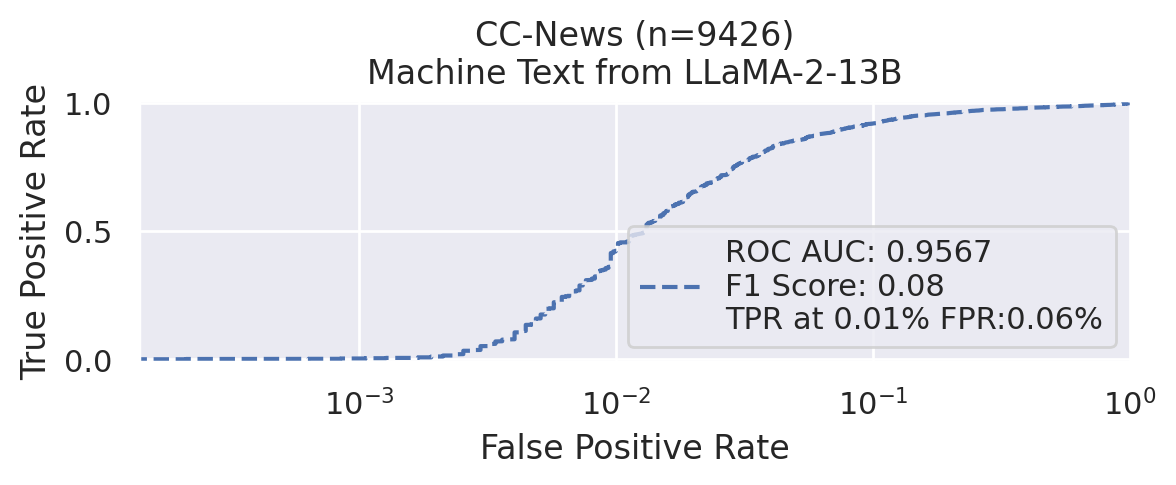 CC-News (n=9426)
Machine Text from LLaMA-2-13B
True Positive Rate
1.0
0.5
0.0
ROC AUC: 0.9567
F1 Score: 0.08
TPR at 0.01% FPR:0.06%
10⁻³ 10⁻² 10⁻¹ 10⁰
False Positive Rate